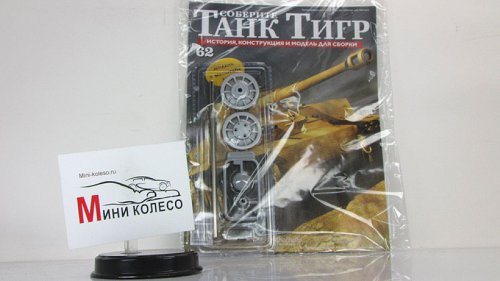 СОБЕРИТЕ
ТАНК ТИГР
ИСТОРИЯ, КОНСТРУКЦИЯ И МОДЕЛЬ ДЛЯ СБОРКИ
62
Mini-koleso.ru
МИНИ КОЛЕСО